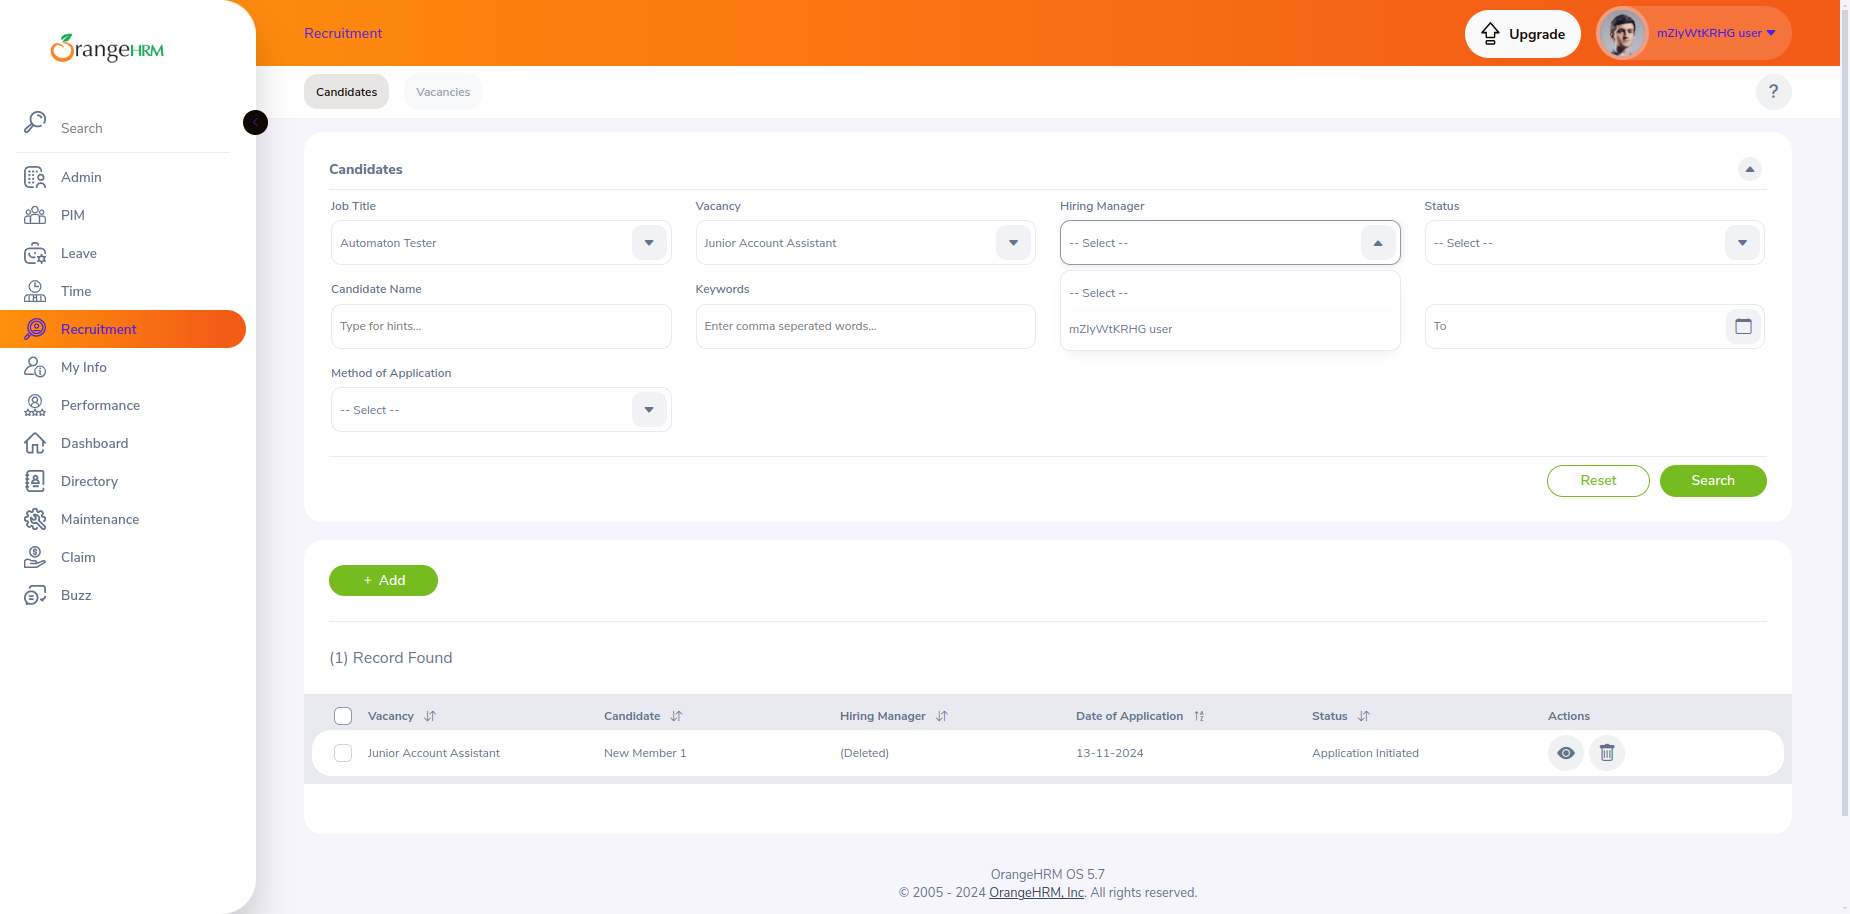 OrangeHRM
Recruitment
Upgrade
mZIyWtKRHG user
Candidates
Vacancies
?
Search
Admin
PIM
Leave
Time
Recruitment
My Info
Performance
Dashboard
Directory
Maintenance
Claim
Buzz
Candidates
Job Title
Vacancy
Hiring Manager
Status
Automaton Tester
Junior Account Assistant
-- Select --
-- Select --
Candidate Name
Keywords
-- Select --
mZIyWtKRHG user
Type for hints...
Enter comma seperated words...
To
Method of Application
-- Select --
Reset
Search
+ Add
(1) Record Found
Vacancy
Candidate
Hiring Manager
Date of Application
Status
Actions
Junior Account Assistant
New Member 1
(Deleted)
13-11-2024
Application Initiated
OrangeHRM OS 5.7
© 2005 - 2024 OrangeHRM, Inc. All rights reserved.